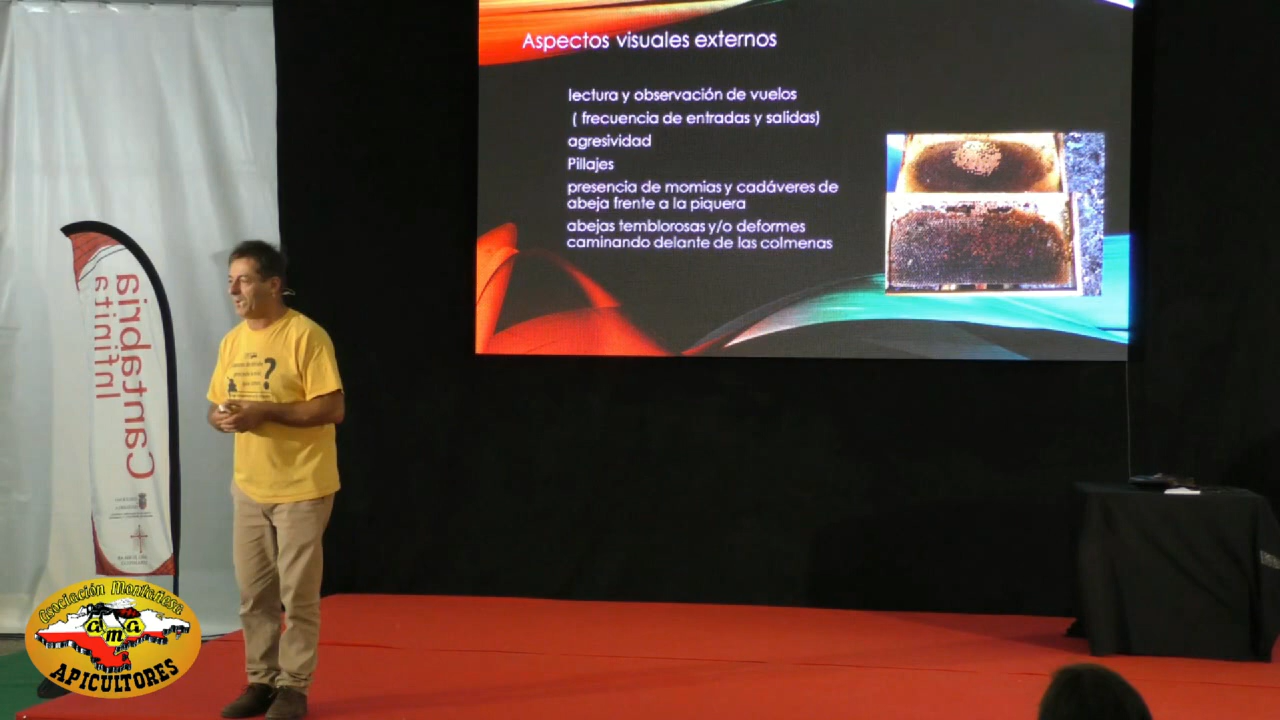 Aspectos visuales externos
lectura y observación de vuelos
( frecuencia de entradas y salidas)
agresividad
Pillajes
presencia de momias y cadáveres de
abeja frente a la piquera
abejas temblorosas y/o deformes
caminando delante de las colmenas
Cantabria
Infinita
?
Asociación Montañesa
ama
APICULTORES